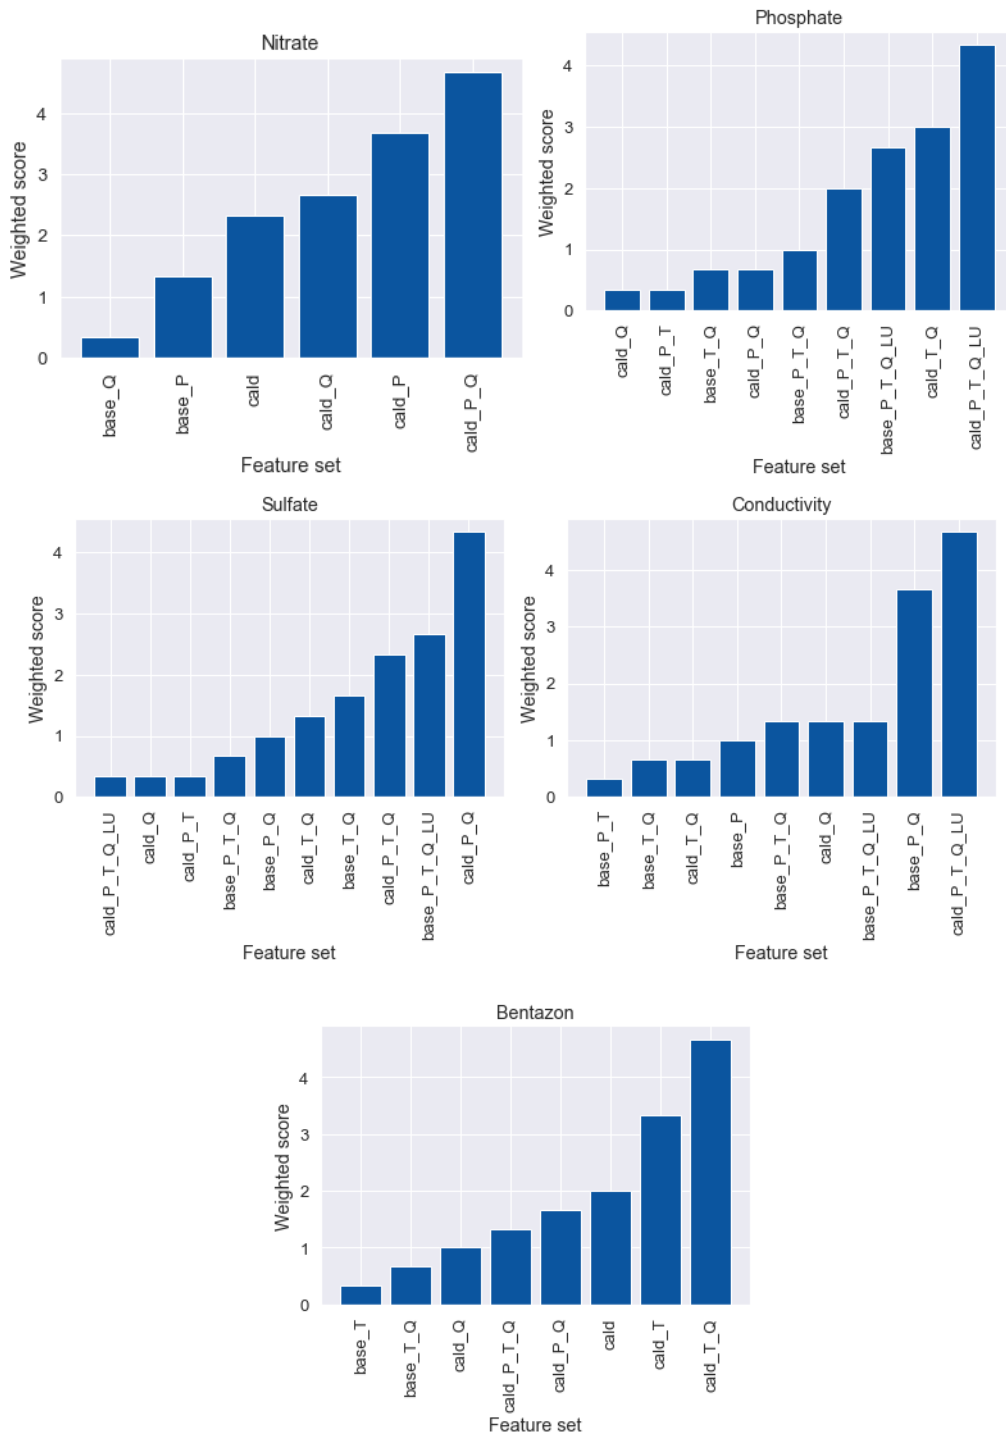 Nitrate
Weighted score
4
3
2
1
0
base_Q
base_P
cald
cald_Q
cald_P
cald_P_Q
Feature set
Phosphate
Weighted score
4
3
2
1
0
cald_Q
cald_P_T
base_T_Q
cald_P_Q
base_P_T_Q
cald_P_T_Q
base_P_T_Q_LU
cald_T_Q
cald_P_T_Q_LU
Feature set
Sulfate
Weighted score
4
3
2
1
0
cald_P_T_Q_LU
cald_Q
cald_P_T
base_P_T_Q
base_P_Q
cald_T_Q
base_T_Q
cald_P_T_Q
base_P_T_Q_LU
cald_P_Q
Feature set
Conductivity
Weighted score
4
3
2
1
0
base_P_T
base_T_Q
cald_T_Q
base_P
base_P_T_Q
cald_Q
base_P_T_Q_LU
base_P_Q
cald_P_T_Q_LU
Feature set
Bentazon
Weighted score
4
3
2
1
0
base_T
base_T_Q
cald_Q
cald_P_T_Q
cald_P_Q
cald
cald_T
cald_T_Q
Feature set